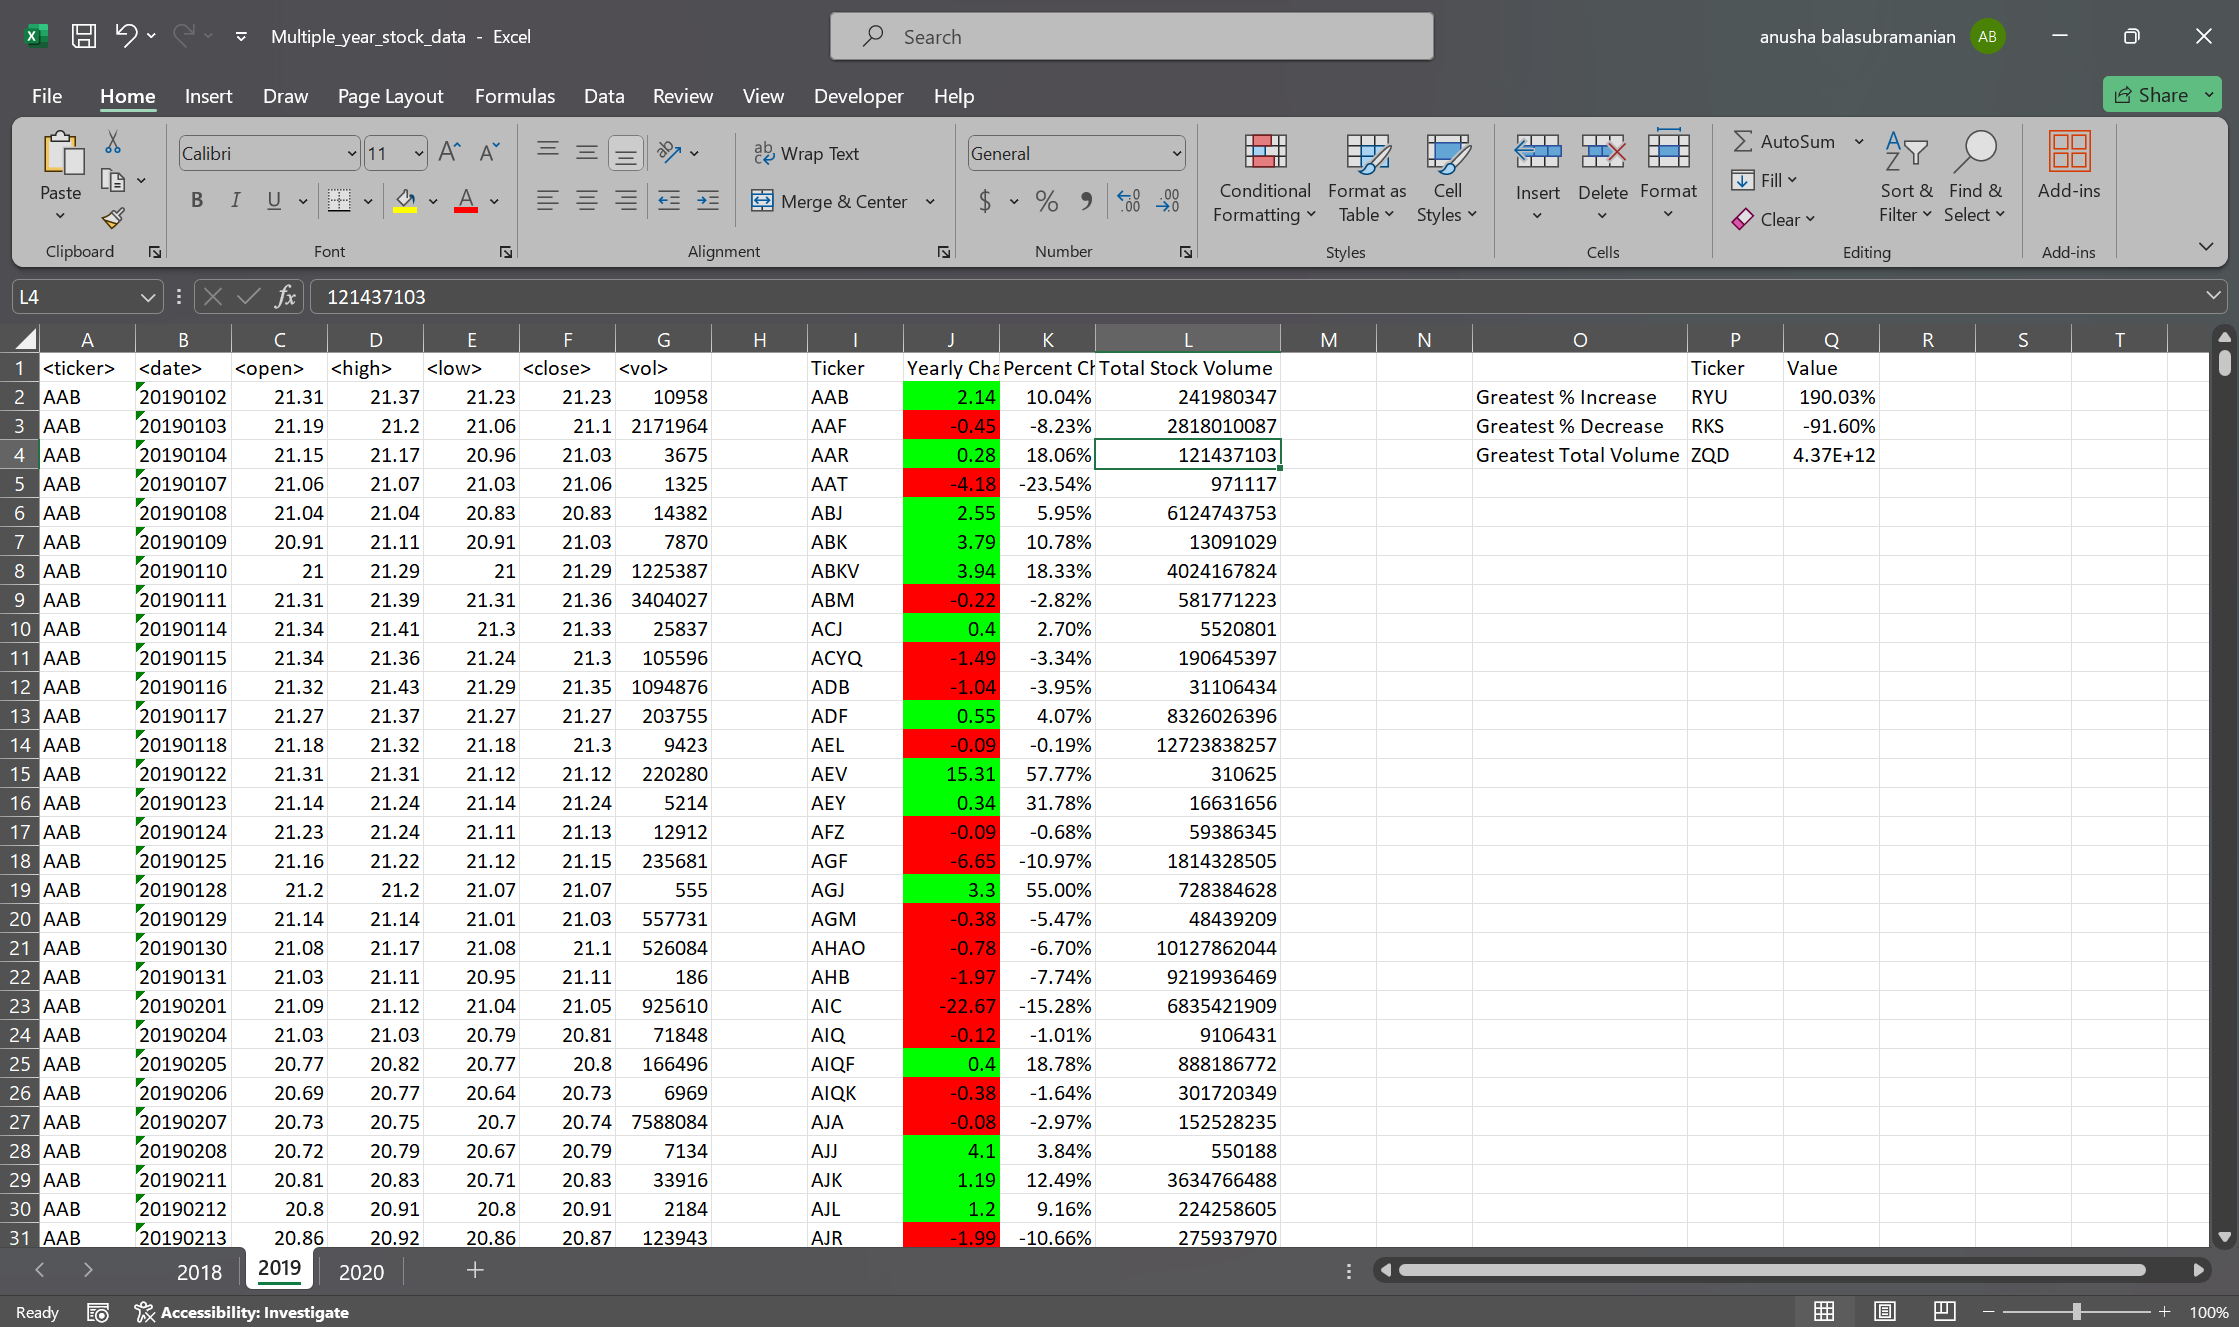 Multiple_year_stock_data - Excel
Search
anusha balasubramanian AB
File Home Insert Draw Page Layout Formulas Data Review View Developer Help
Share
Paste
Clipboard
Calibri 11
B I U
Font
Wrap Text
Merge & Center
Alignment
General
$ % , .00
Number
Conditional Formatting
Format as Table
Cell Styles
Styles
Insert Delete Format
Cells
AutoSum
Fill
Clear
Sort & Filter
Find & Select
Editing
Add-ins
Add-ins
L4 fx 121437103
A B C D E F G H I J K L M N O P Q R S T
1 <ticker> <date> <open> <high> <low> <close> <vol> Ticker Yearly Cha Percent Ch Total Stock Volume Ticker Value
2 AAB 20190102 21.31 21.37 21.23 21.23 10958 AAB 2.14 10.04% 241980347 Greatest % Increase RYU 190.03%
3 AAB 20190103 21.19 21.2 21.06 21.1 2171964 AAF -0.45 -8.23% 2818010087 Greatest % Decrease RKS -91.60%
4 AAB 20190104 21.15 21.17 20.96 21.03 3675 AAR 0.28 18.06% 121437103 Greatest Total Volume ZQD 4.37E+12
5 AAB 20190107 21.06 21.07 21.03 21.06 1325 AAT -4.18 -23.54% 971117
6 AAB 20190108 21.04 21.04 20.83 20.83 14382 ABJ 2.55 5.95% 6124743753
7 AAB 20190109 20.91 21.11 20.91 21.03 7870 ABK 3.79 10.78% 13091029
8 AAB 20190110 21 21.29 21 21.29 1225387 ABKV 3.94 18.33% 4024167824
9 AAB 20190111 21.31 21.39 21.31 21.36 3404027 ABM -0.22 -2.82% 581771223
10 AAB 20190114 21.34 21.41 21.3 21.33 25837 ACJ 0.4 2.70% 5520801
11 AAB 20190115 21.34 21.36 21.24 21.3 105596 ACYQ -1.49 -3.34% 190645397
12 AAB 20190116 21.32 21.43 21.29 21.35 1094876 ADB -1.04 -3.95% 31106434
13 AAB 20190117 21.27 21.37 21.27 21.27 203755 ADF 0.55 4.07% 8326026396
14 AAB 20190118 21.18 21.32 21.18 21.3 9423 AEL -0.09 -0.19% 12723838257
15 AAB 20190122 21.31 21.31 21.12 21.12 220280 AEV 15.31 57.77% 310625
16 AAB 20190123 21.14 21.24 21.14 21.24 5214 AEY 0.34 31.78% 16631656
17 AAB 20190124 21.23 21.24 21.11 21.13 12912 AFZ -0.09 -0.68% 59386345
18 AAB 20190125 21.16 21.22 21.12 21.15 235681 AGF -6.65 -10.97% 1814328505
19 AAB 20190128 21.2 21.2 21.07 21.07 555 AGJ 3.3 55.00% 728384628
20 AAB 20190129 21.14 21.14 21.01 21.03 557731 AGM -0.38 -5.47% 48439209
21 AAB 20190130 21.08 21.17 21.08 21.1 526084 AHAO -0.78 -6.70% 10127862044
22 AAB 20190131 21.03 21.11 20.95 21.11 186 AHB -1.97 -7.74% 9219936469
23 AAB 20190201 21.09 21.12 21.04 21.05 925610 AIC -22.67 -15.28% 6835421909
24 AAB 20190204 21.03 21.03 20.79 20.81 71848 AIQ -0.12 -1.01% 9106431
25 AAB 20190205 20.77 20.82 20.77 20.8 166496 AIQF 0.4 18.78% 888186772
26 AAB 20190206 20.69 20.77 20.64 20.73 6969 AIQK -0.38 -1.64% 301720349
27 AAB 20190207 20.73 20.75 20.7 20.74 7588084 AJA -0.08 -2.97% 152528235
28 AAB 20190208 20.72 20.79 20.67 20.79 7134 AJJ 4.1 3.84% 550188
29 AAB 20190211 20.81 20.83 20.71 20.83 33916 AJK 1.19 12.49% 3634766488
30 AAB 20190212 20.8 20.91 20.8 20.91 2184 AJL 1.2 9.16% 224258605
31 AAB 20190213 20.86 20.92 20.86 20.87 123943 AJR -1.99 -10.66% 275937970
2018 2019 2020
Ready Accessibility: Investigate 100%